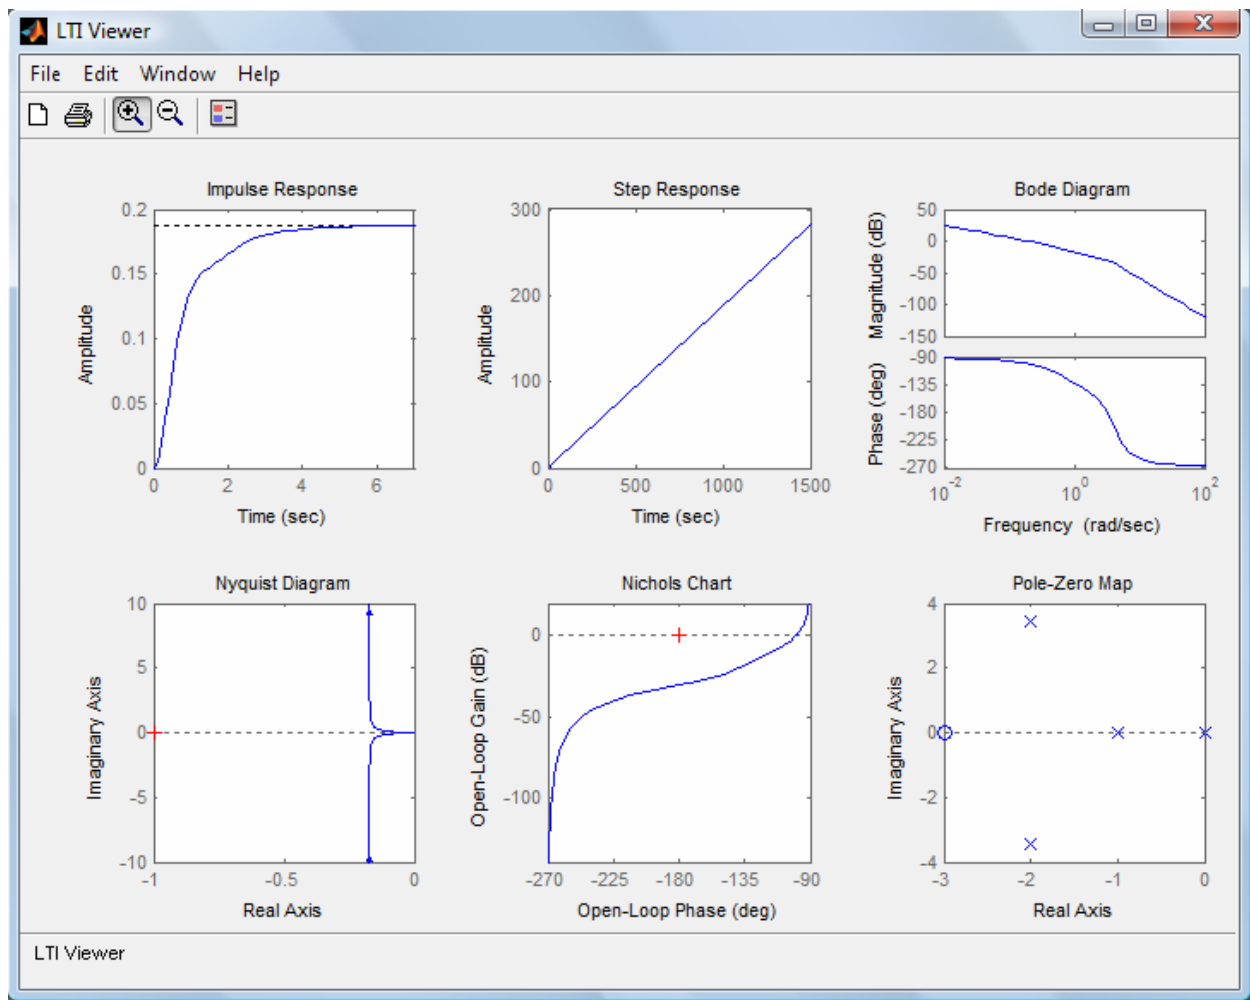 LTI Viewer
File Edit Window Help
Impulse Response
0.2
0.15
0.1
0.05
0
0 2 4 6
Amplitude
Time (sec)
Step Response
300
200
100
0
0 500 1000 1500
Amplitude
Time (sec)
Bode Diagram
50
0
-50
-100
-150
Magnitude (dB)
-90
-135
-180
-225
-270
Phase (deg)
10^-2 10^0 10^2
Frequency (rad/sec)
Nyquist Diagram
10
5
0
-5
-10
-1 -0.5 0
Imaginary Axis
Real Axis
Nichols Chart
0
-50
-100
-270 -225 -180 -135 -90
Open-Loop Gain (dB)
Open-Loop Phase (deg)
Pole-Zero Map
4
2
0
-2
-4
-3 -2 -1 0
Imaginary Axis
Real Axis
LTI Viewer